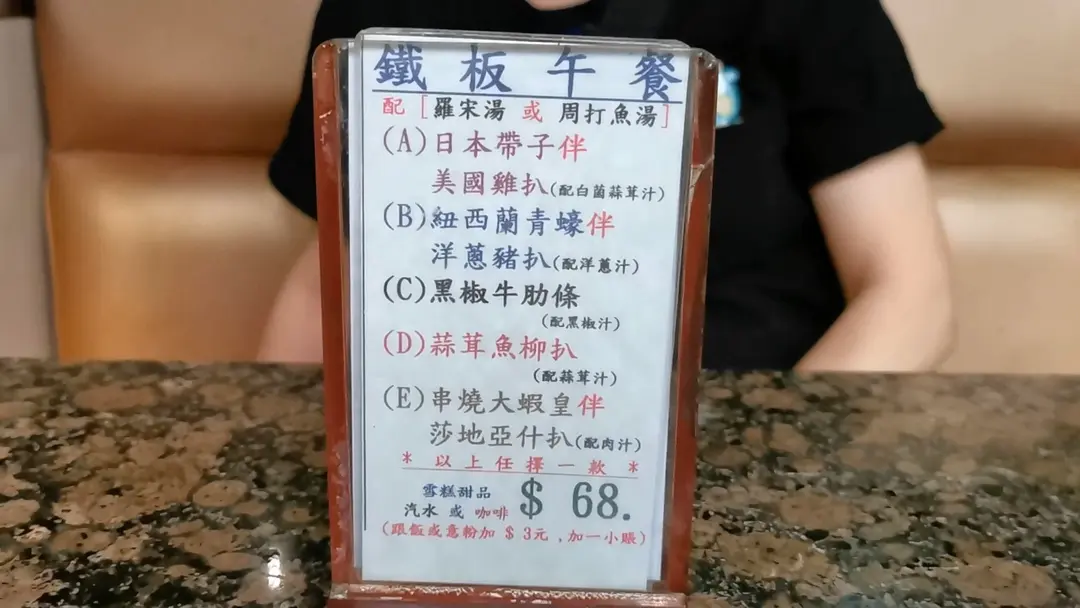 鐵板午餐
配[羅宋湯 或 周打魚湯]
(A)日本帶子伴
美國雞扒(配白菌蒜茸汁)
(B)紐西蘭青蠔伴
洋蔥豬扒(配洋蔥汁)
(C)黑椒牛肋條
(配黑椒汁)
(D)蒜茸魚柳扒
(配蒜茸汁)
(E)串燒大蝦皇伴
莎地亞什扒(配肉汁)
* 以上任擇一款 *
雪糕甜品
汽水 或 咖啡 $ 68.
(跟飯或意粉加 $ 3元 ,加一小賬)